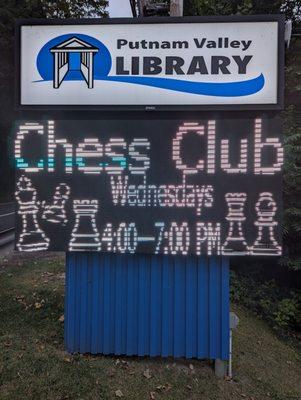 Putnam Valley
LIBRARY
Chess Club
Wednesdays
4:00-7:00 PM